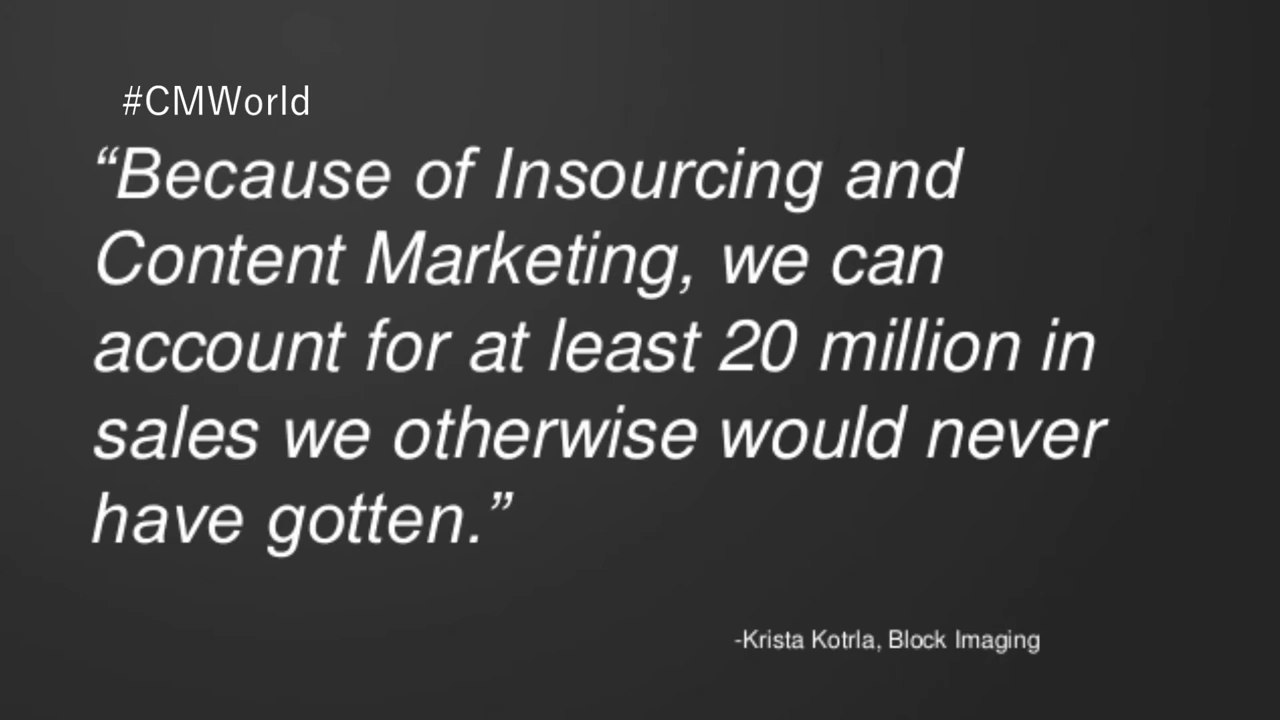 #CMWorld
“Because of Insourcing and
Content Marketing, we can
account for at least 20 million in
sales we otherwise would never
have gotten.”
-Krista Kotrla, Block Imaging